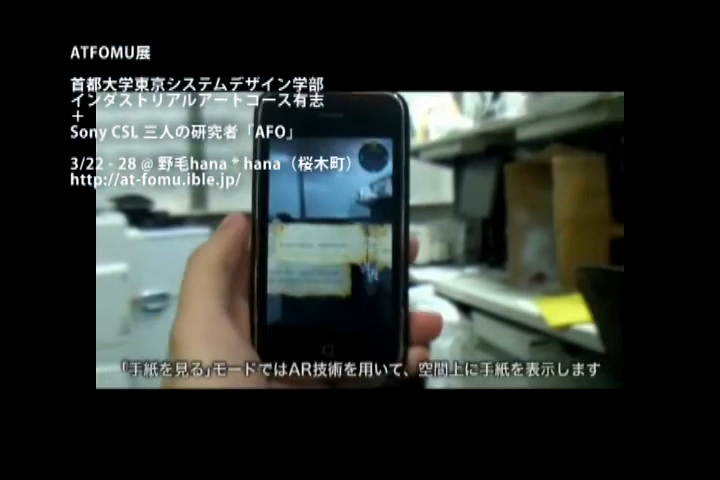 ATFOMU展
首都大学東京システムデザイン学部
インダストリアルアートコース有志
＋
Sony CSL 三人の研究者「AFO」
3/22 - 28 @ 野毛hana * hana（桜木町）
http://at-fomu.ible.jp/
「手紙を見る」モードではAR技術を用いて、空間上に手紙を表示します